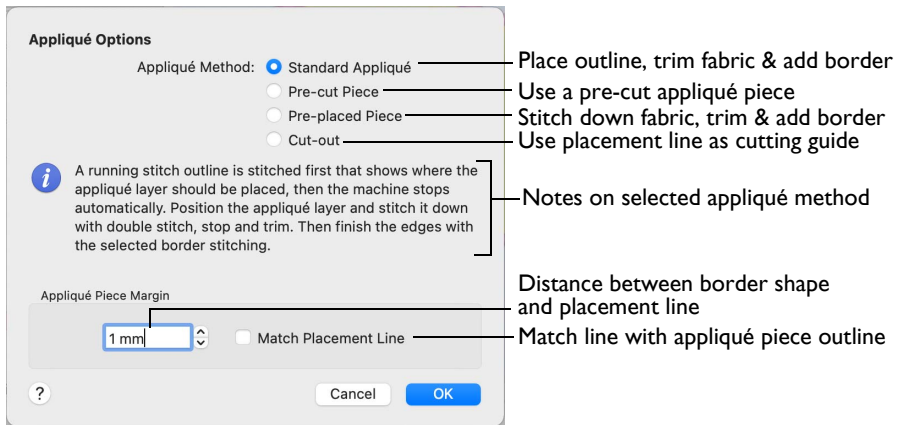 Appliqué Options
Appliqué Method:
Standard Appliqué
Place outline, trim fabric & add border
Pre-cut Piece
Use a pre-cut appliqué piece
Pre-placed Piece
Stitch down fabric, trim & add border
Cut-out
Use placement line as cutting guide
i
A running stitch outline is stitched first that shows where the
appliqué layer should be placed, then the machine stops
automatically. Position the appliqué layer and stitch it down
with double stitch, stop and trim. Then finish the edges with
the selected border stitching.
Notes on selected appliqué method
Distance between border shape
and placement line
Appliqué Piece Margin
1 mm
Match Placement Line
Match line with appliqué piece outline
?
Cancel
OK